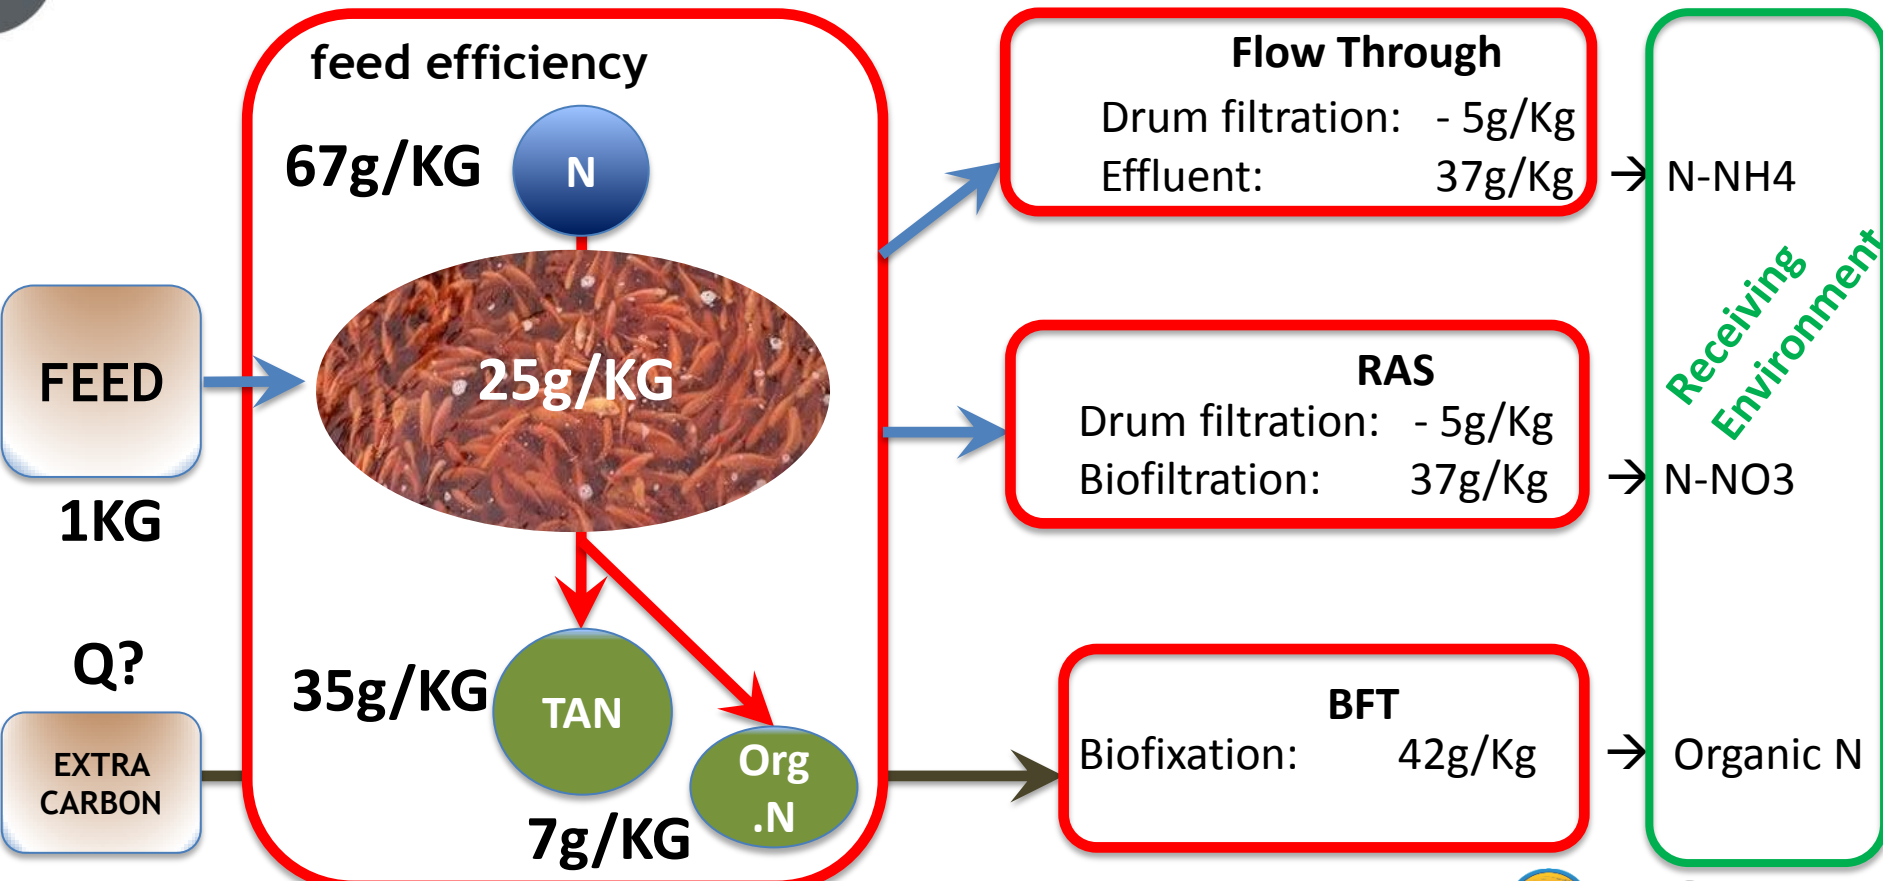 feed efficiency
67g/KG
N
25g/KG
FEED
1KG
Q?
EXTRA
CARBON
35g/KG
TAN
Org
.N
7g/KG
Flow Through
Drum filtration: - 5g/Kg
Effluent: 37g/Kg → N-NH4
RAS
Drum filtration: - 5g/Kg
Biofiltration: 37g/Kg → N-NO3
BFT
Biofixation: 42g/Kg → Organic N
Receiving
Environment